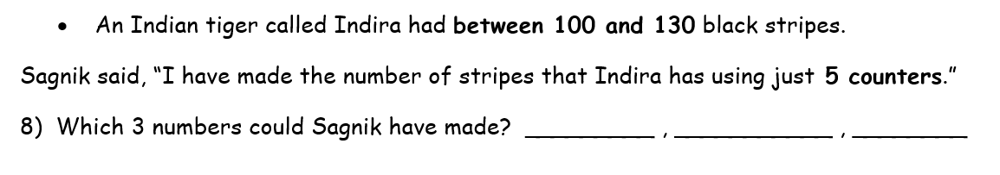 • An Indian tiger called Indira had between 100 and 130 black stripes.
Sagnik said, “I have made the number of stripes that Indira has using just 5 counters.”
8) Which 3 numbers could Sagnik have made? __________ , ____________ , _________